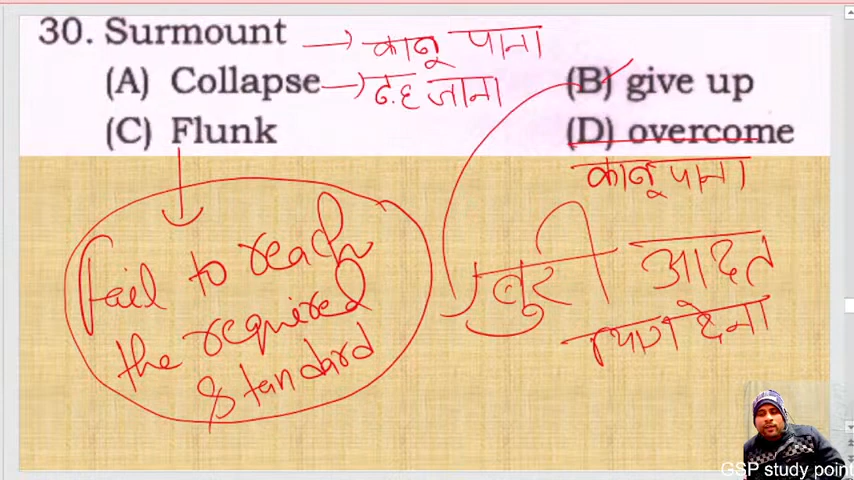 30. Surmount → काबू पाना
(A) Collapse → ढह जाना (B) give up
(C) Flunk (D) overcome
काबू पाना
Fail to reach
the required
Standard
बुरी आदत
त्याग देना
GSP study point